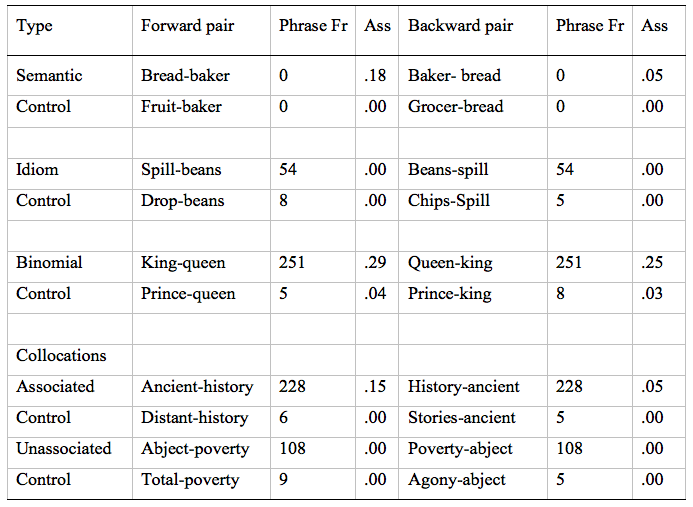 Type Forward pair Phrase Fr Ass Backward pair Phrase Fr Ass
Semantic Bread-baker 0 .18 Baker- bread 0 .05
Control Fruit-baker 0 .00 Grocer-bread 0 .00
Idiom Spill-beans 54 .00 Beans-spill 54 .00
Control Drop-beans 8 .00 Chips-Spill 5 .00
Binomial King-queen 251 .29 Queen-king 251 .25
Control Prince-queen 5 .04 Prince-king 8 .03
Collocations
Associated Ancient-history 228 .15 History-ancient 228 .05
Control Distant-history 6 .00 Stories-ancient 5 .00
Unassociated Abject-poverty 108 .00 Poverty-abject 108 .00
Control Total-poverty 9 .00 Agony-abject 5 .00